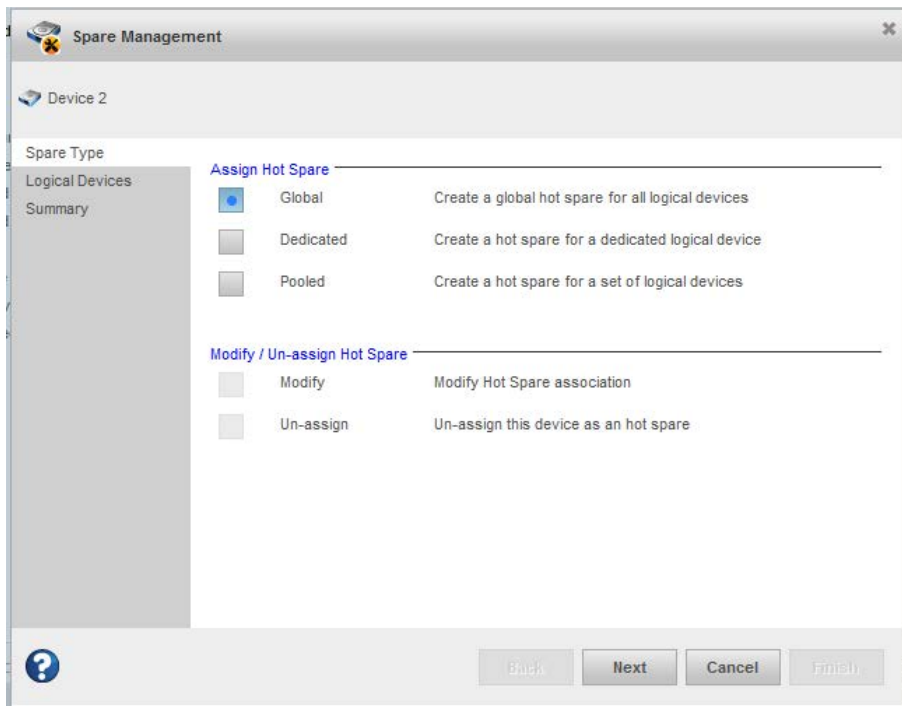 Spare Management
Device 2
Spare Type
Logical Devices
Summary
Assign Hot Spare
Global Create a global hot spare for all logical devices
Dedicated Create a hot spare for a dedicated logical device
Pooled Create a hot spare for a set of logical devices
Modify / Un-assign Hot Spare
Modify Modify Hot Spare association
Un-assign Un-assign this device as an hot spare
Back Next Cancel Finish